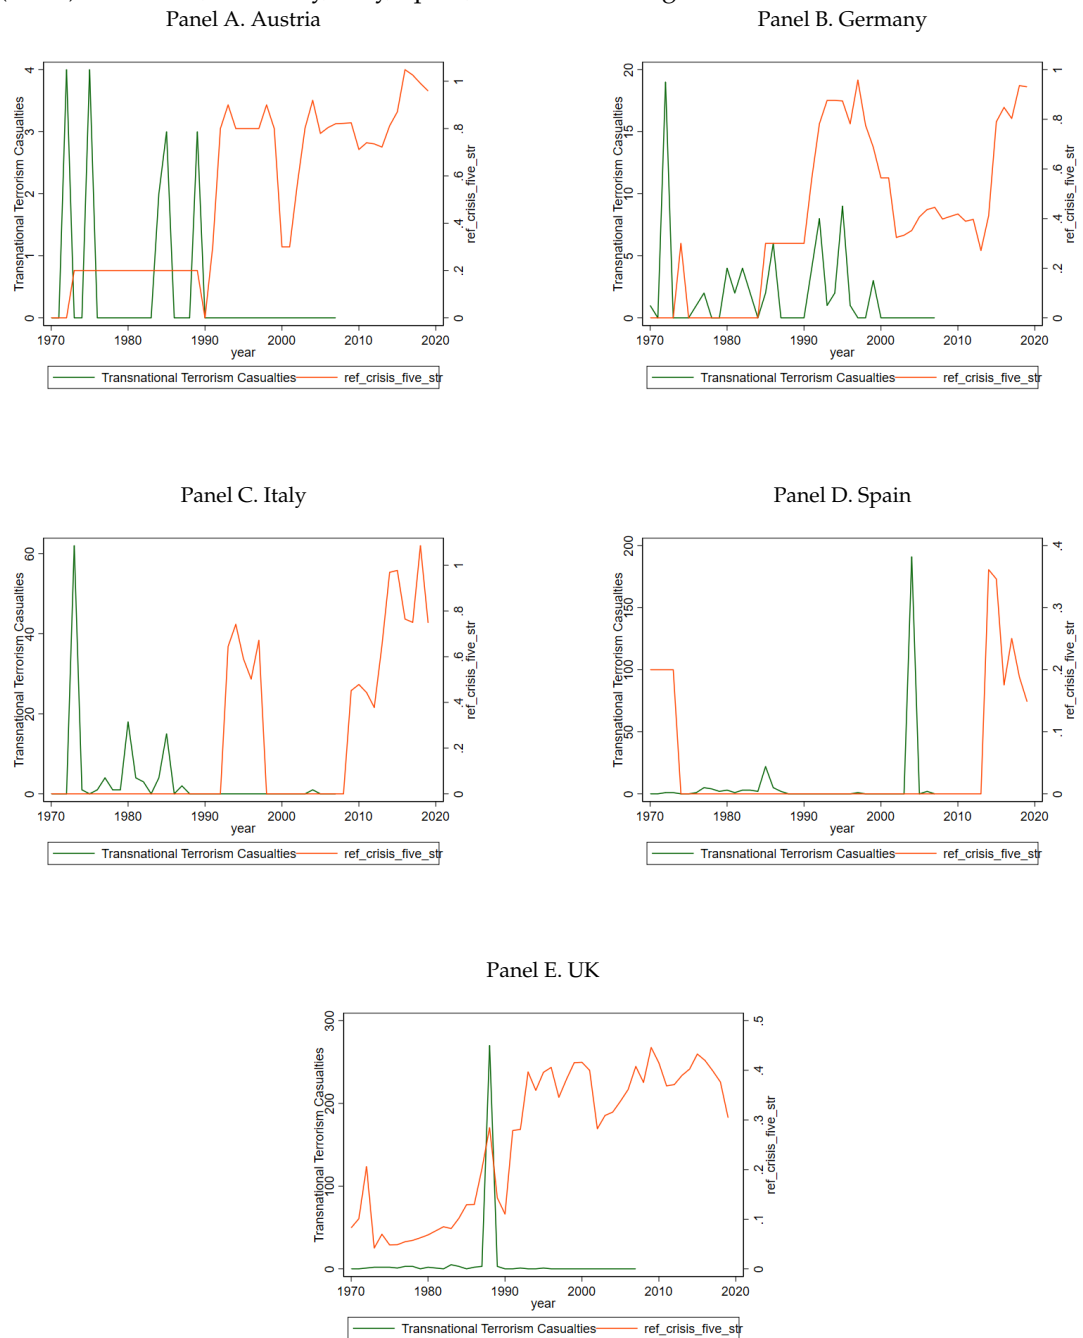 Panel A. Austria
Panel B. Germany
Transnational Terrorism Casualties
0 1 2 3 4
ref_crisis_five_str
0 .2 .4 .6 .8 1
1970 1980 1990 2000 2010 2020
year
Transnational Terrorism Casualties ref_crisis_five_str
Transnational Terrorism Casualties
0 5 10 15 20
ref_crisis_five_str
0 .2 .4 .6 .8 1
1970 1980 1990 2000 2010 2020
year
Transnational Terrorism Casualties ref_crisis_five_str
Panel C. Italy
Panel D. Spain
Transnational Terrorism Casualties
0 20 40 60
ref_crisis_five_str
0 .2 .4 .6 .8 1
1970 1980 1990 2000 2010 2020
year
Transnational Terrorism Casualties ref_crisis_five_str
Transnational Terrorism Casualties
0 50 100 150 200
ref_crisis_five_str
0 .1 .2 .3 .4
1970 1980 1990 2000 2010 2020
year
Transnational Terrorism Casualties ref_crisis_five_str
Panel E. UK
Transnational Terrorism Casualties
0 100 200 300
ref_crisis_five_str
0 .1 .2 .3 .4 .5
1970 1980 1990 2000 2010 2020
year
Transnational Terrorism Casualties ref_crisis_five_str